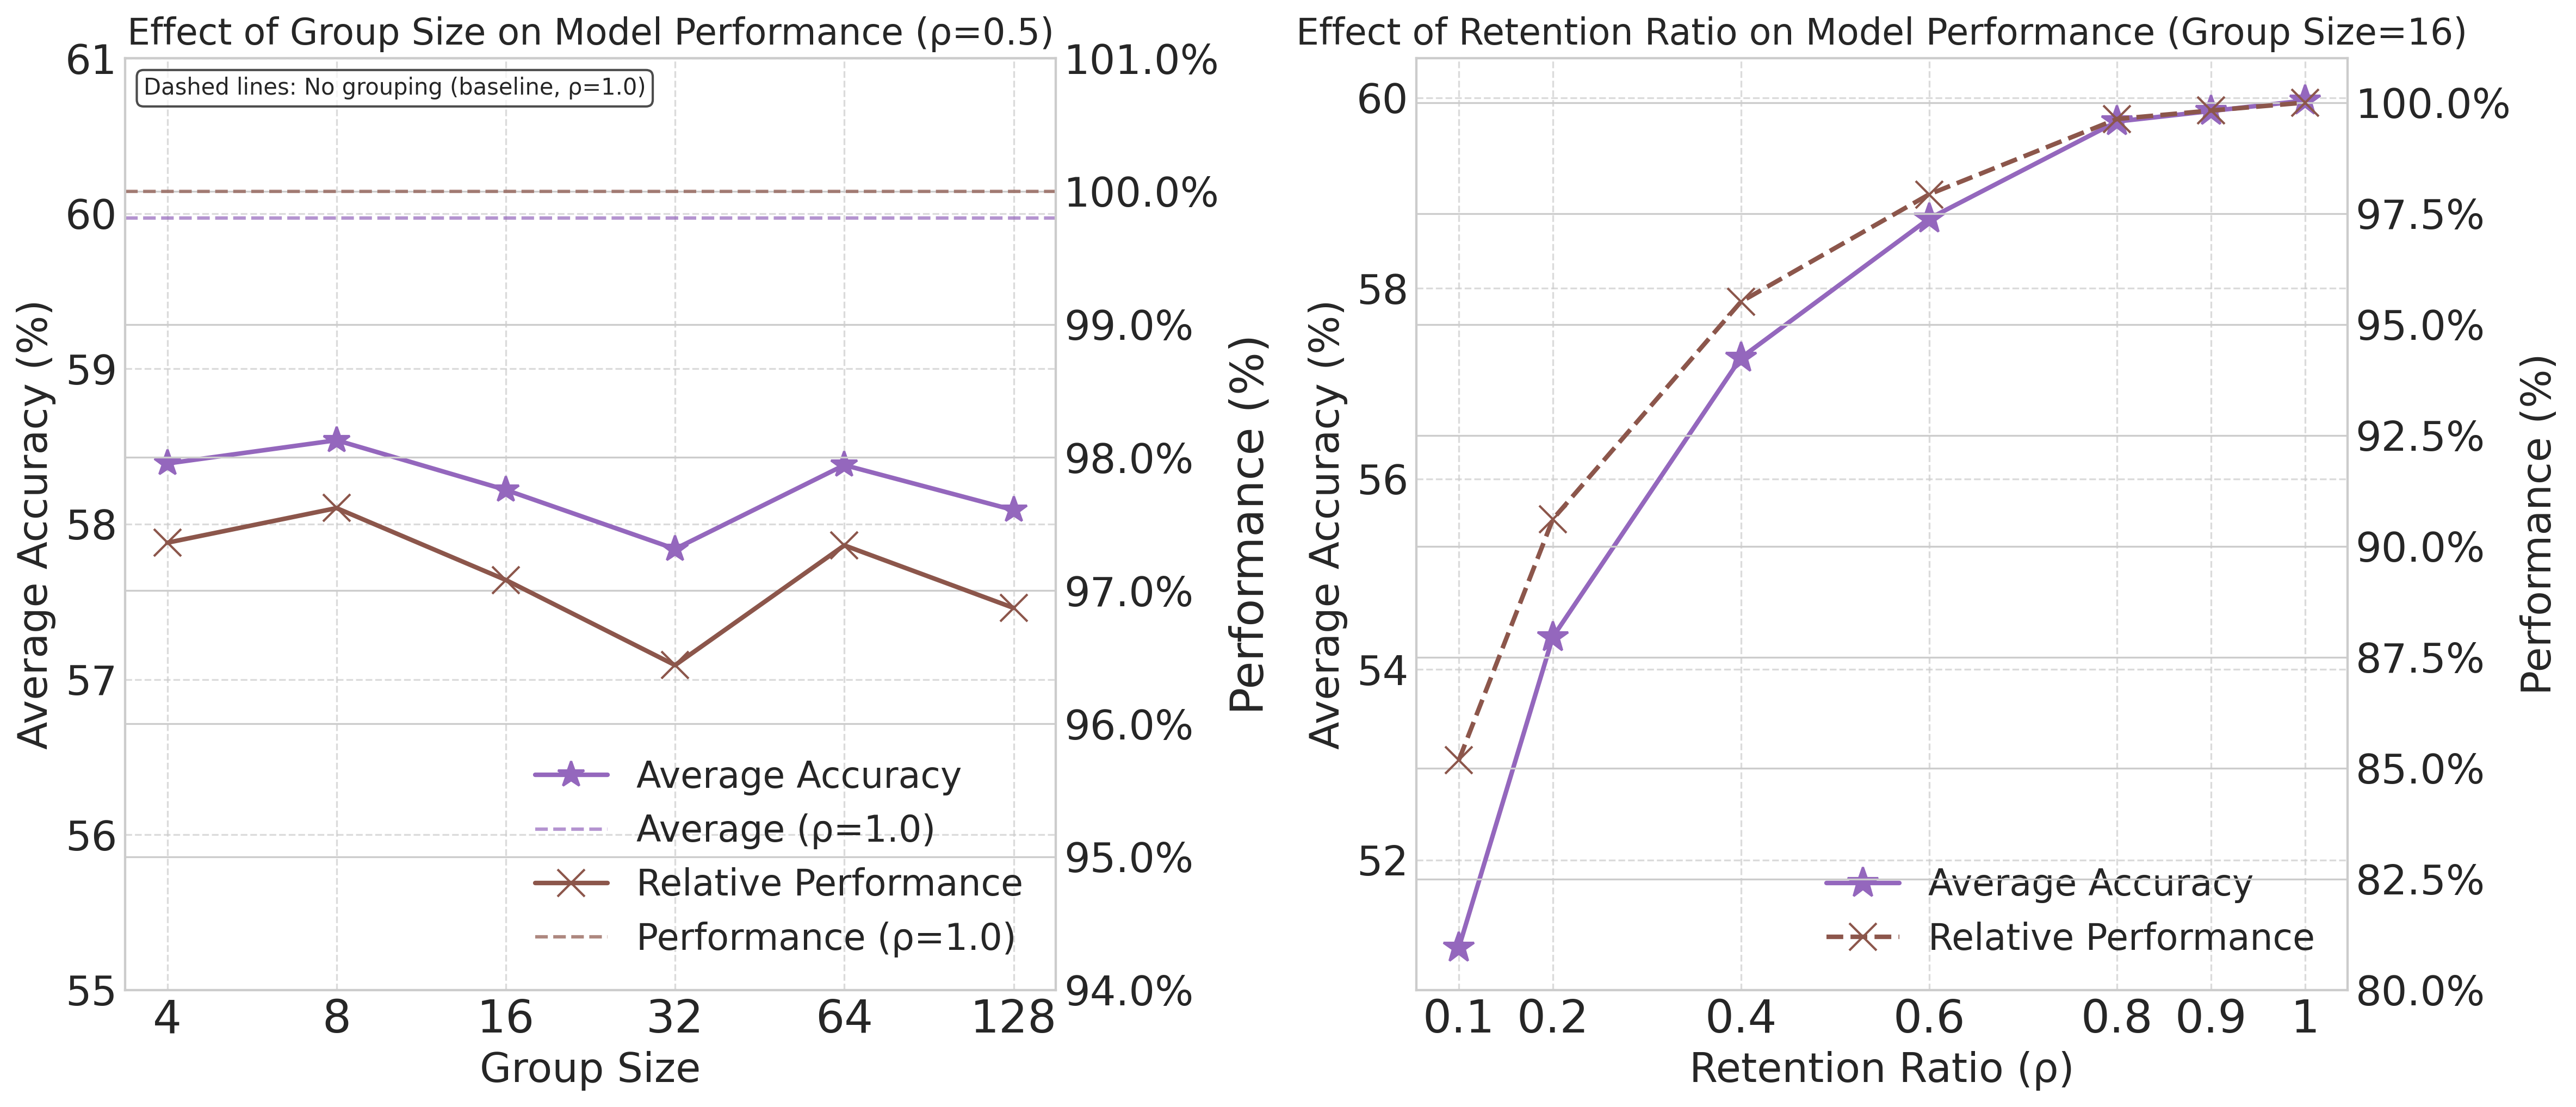 Effect of Group Size on Model Performance (ρ=0.5)
Dashed lines: No grouping (baseline, ρ=1.0)
Average Accuracy (%)
61
60
59
58
57
56
55
101.0%
100.0%
99.0%
98.0%
97.0%
96.0%
95.0%
94.0%
Performance (%)
Average Accuracy
Average (ρ=1.0)
Relative Performance
Performance (ρ=1.0)
4 8 16 32 64 128
Group Size
Effect of Retention Ratio on Model Performance (Group Size=16)
Average Accuracy (%)
60
58
56
54
52
100.0%
97.5%
95.0%
92.5%
90.0%
87.5%
85.0%
82.5%
80.0%
Performance (%)
Average Accuracy
Relative Performance
0.1 0.2 0.4 0.6 0.8 0.9 1
Retention Ratio (ρ)